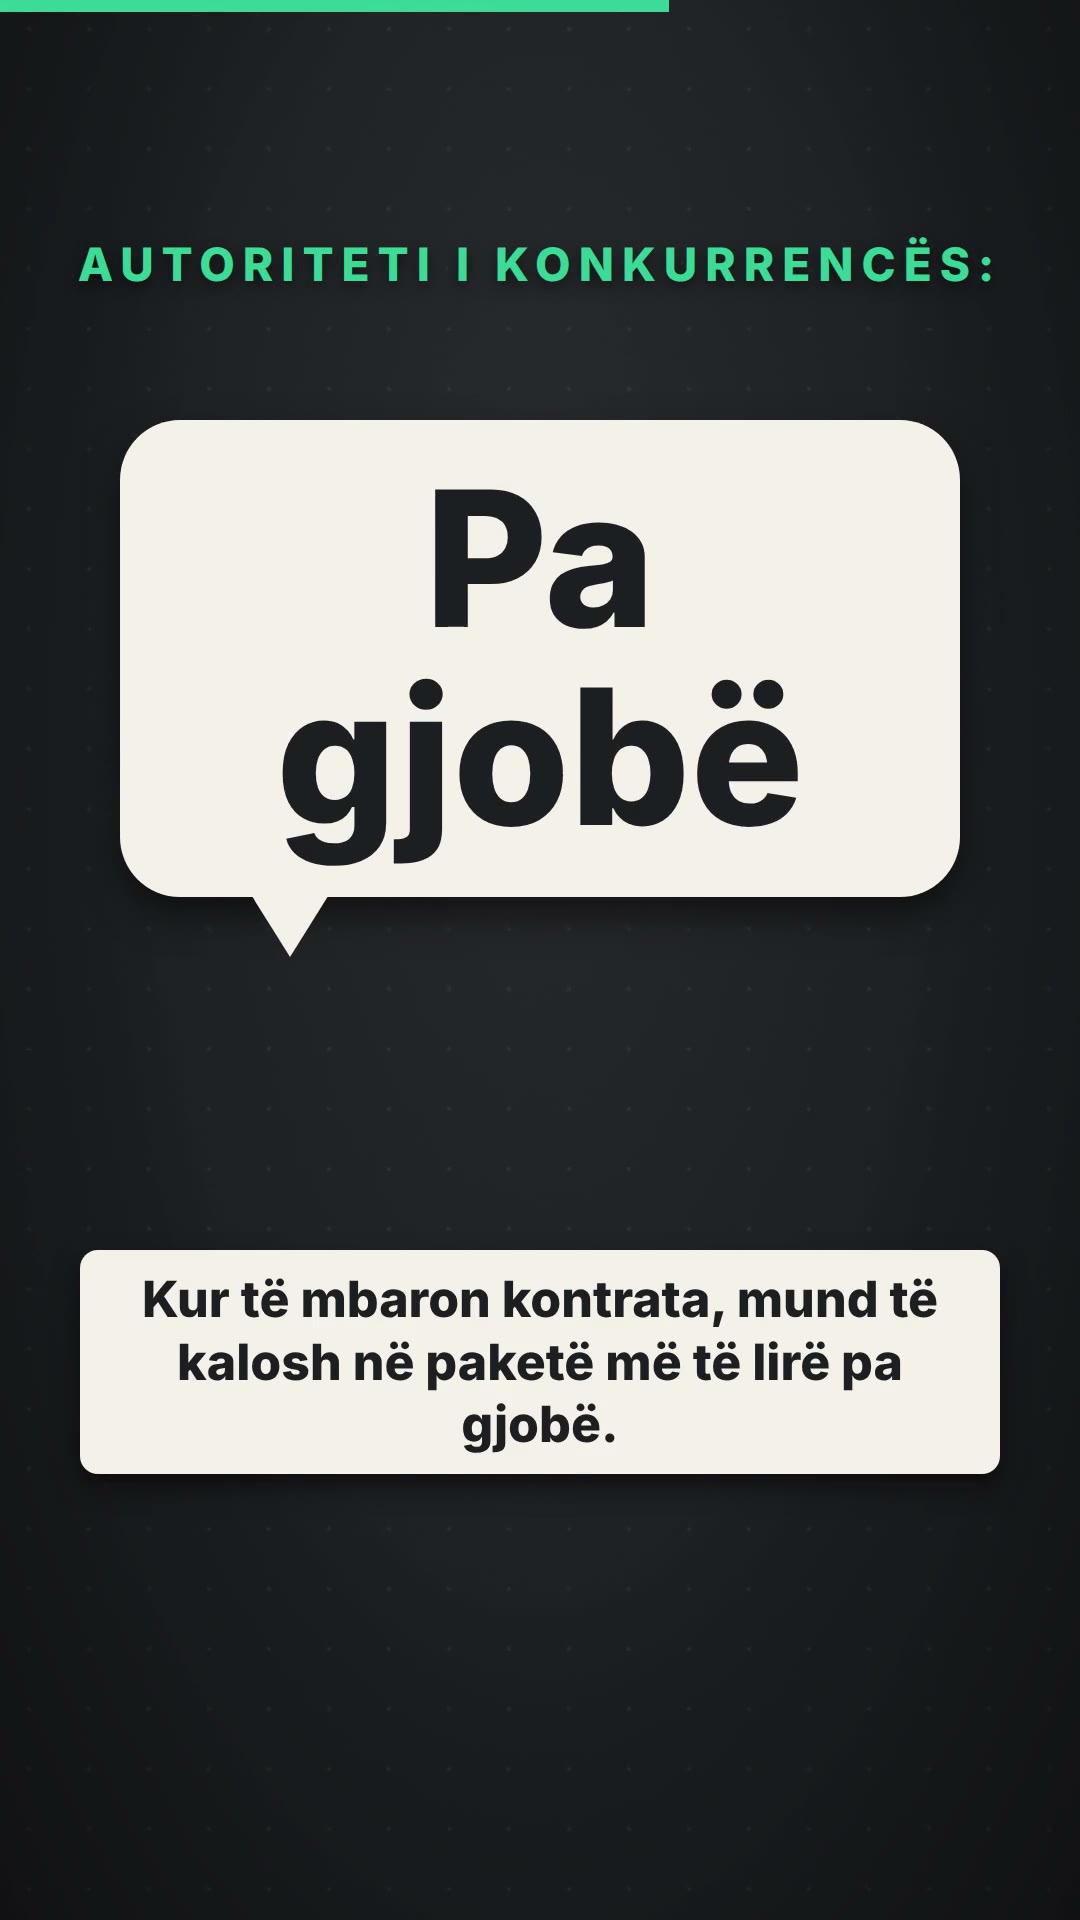 AUTORITETI I KONKURRENCËS:
Pa
gjobë
Kur të mbaron kontrata, mund të
kalosh në paketë më të lirë pa
gjobë.